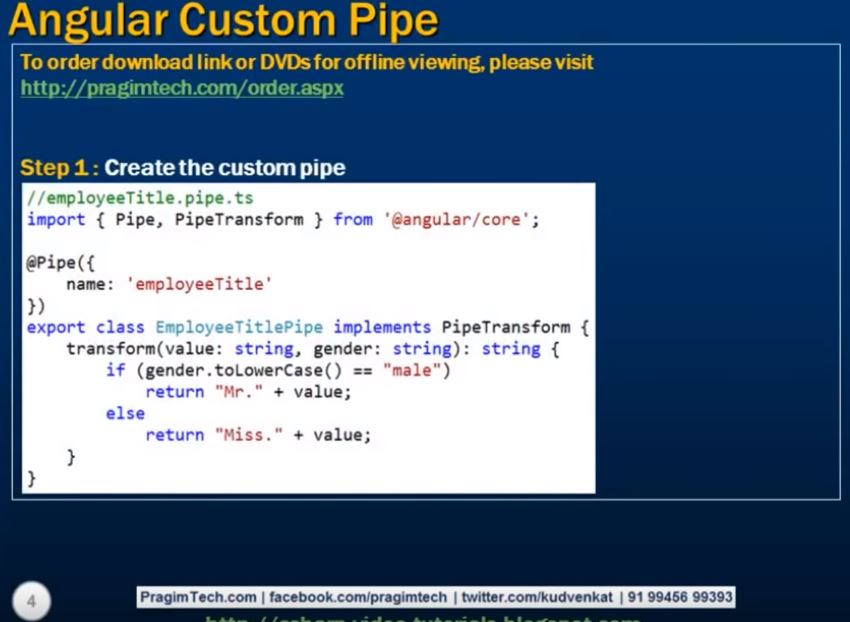 Angular Custom Pipe
To order download link or DVDs for offline viewing, please visit
http://pragimtech.com/order.aspx
Step 1 : Create the custom pipe
//employeeTitle.pipe.ts
import { Pipe, PipeTransform } from '@angular/core';
@Pipe({
    name: 'employeeTitle'
})
export class EmployeeTitlePipe implements PipeTransform {
    transform(value: string, gender: string): string {
        if (gender.toLowerCase() == "male")
            return "Mr." + value;
        else
            return "Miss." + value;
    }
}
4
PragimTech.com | facebook.com/pragimtech | twitter.com/kudvenkat | 91 99456 99393